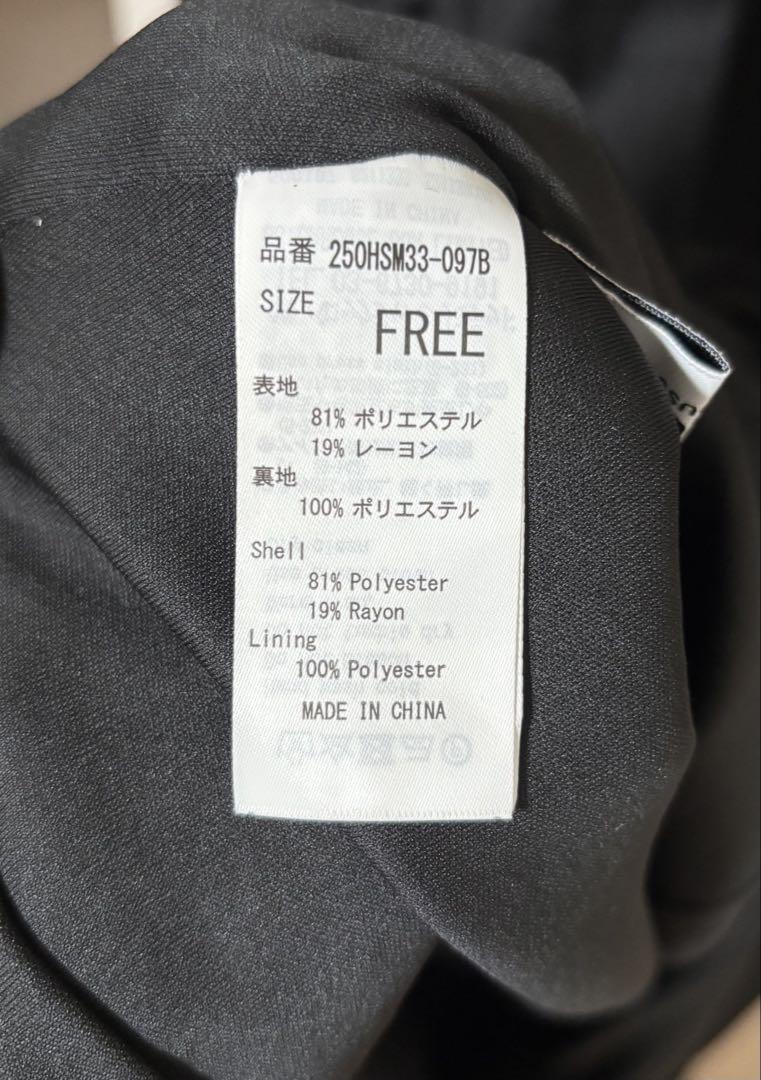 品番 250HSM33-097B
SIZE
FREE
表地
81% ポリエステル
19% レーヨン
裏地
100% ポリエステル
Shell
81% Polyester
19% Rayon
Lining
100% Polyester
MADE IN CHINA